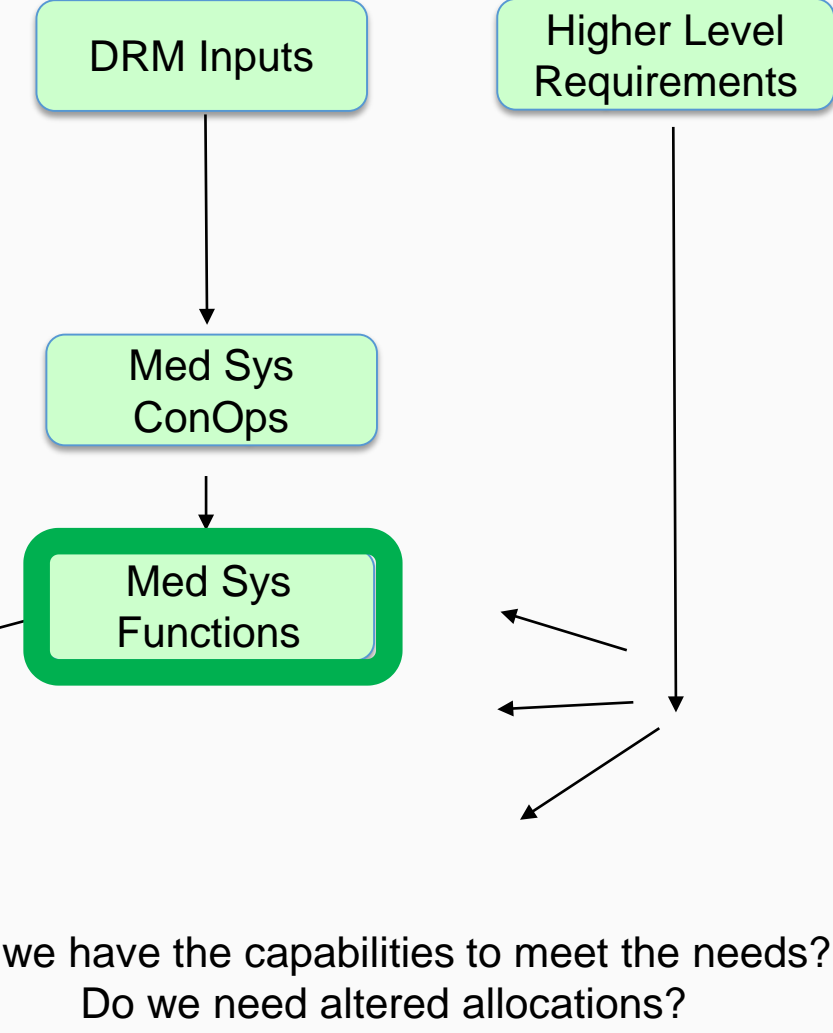 DRM Inputs
Higher Level
Requirements
Med Sys
ConOps
Med Sys
Functions
we have the capabilities to meet the needs?
Do we need altered allocations?